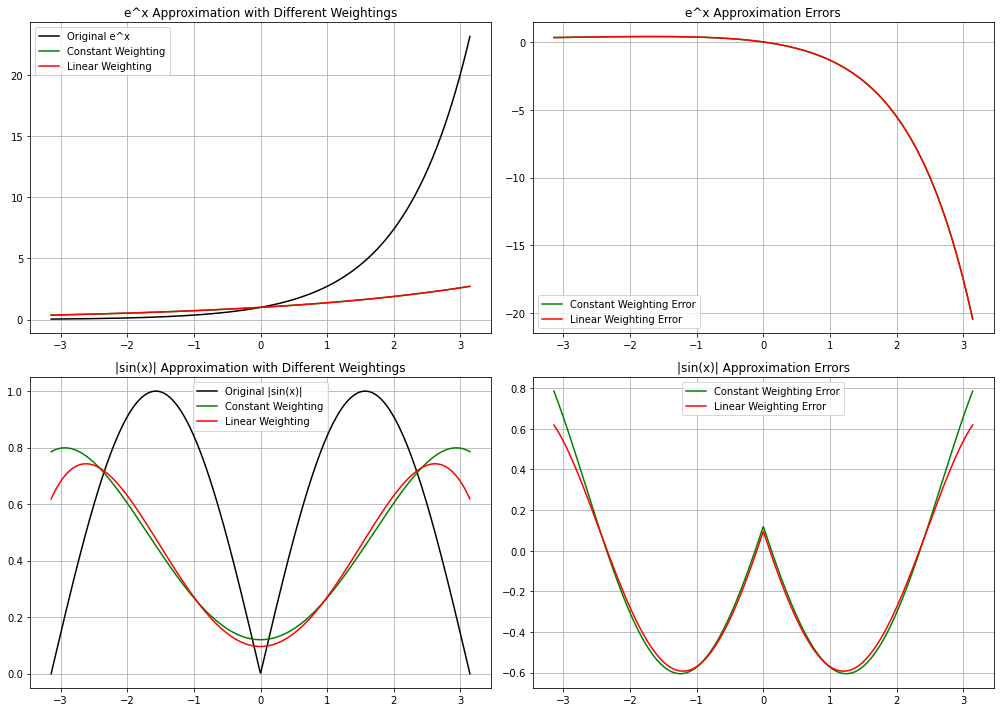 e^x Approximation with Different Weightings
Original e^x
Constant Weighting
Linear Weighting
20
15
10
5
0
−3 −2 −1 0 1 2 3
e^x Approximation Errors
0
−5
−10
−15
−20
Constant Weighting Error
Linear Weighting Error
−3 −2 −1 0 1 2 3
|sin(x)| Approximation with Different Weightings
Original |sin(x)|
Constant Weighting
Linear Weighting
1.0
0.8
0.6
0.4
0.2
0.0
−3 −2 −1 0 1 2 3
|sin(x)| Approximation Errors
Constant Weighting Error
Linear Weighting Error
0.8
0.6
0.4
0.2
0.0
−0.2
−0.4
−0.6
−3 −2 −1 0 1 2 3